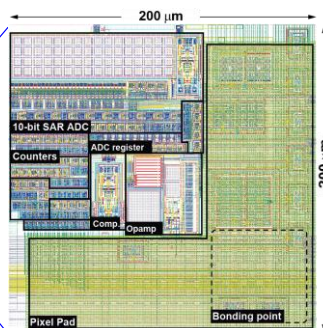 200 µm
10-bit SAR ADC
ADC register
Counters
Comp.
Opamp
Bonding point
Pixel Pad